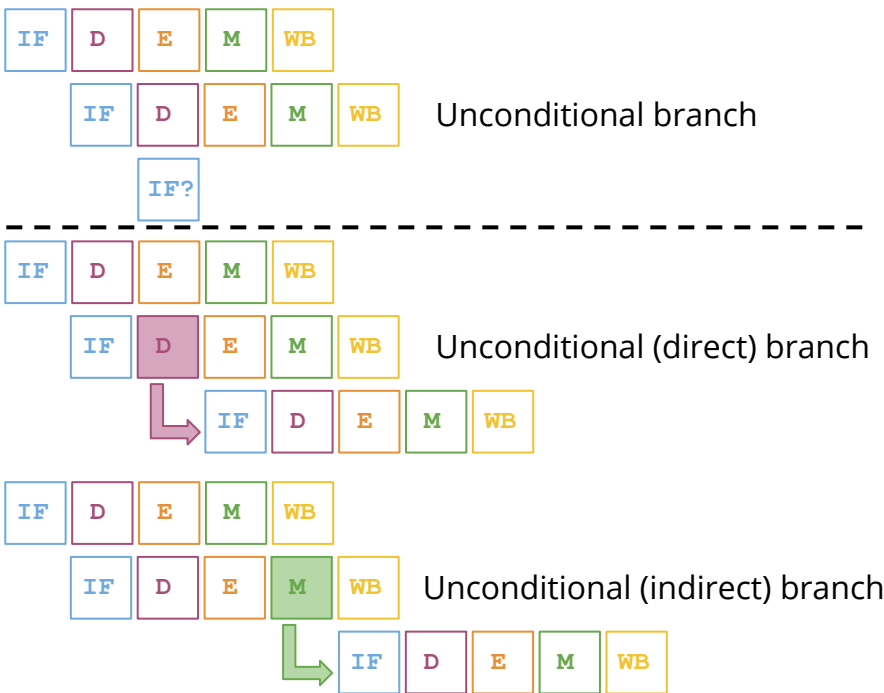 IF D E M WB
IF D E M WB Unconditional branch
IF?
IF D E M WB
IF D E M WB Unconditional (direct) branch
IF D E M WB
IF D E M WB
IF D E M WB Unconditional (indirect) branch
IF D E M WB